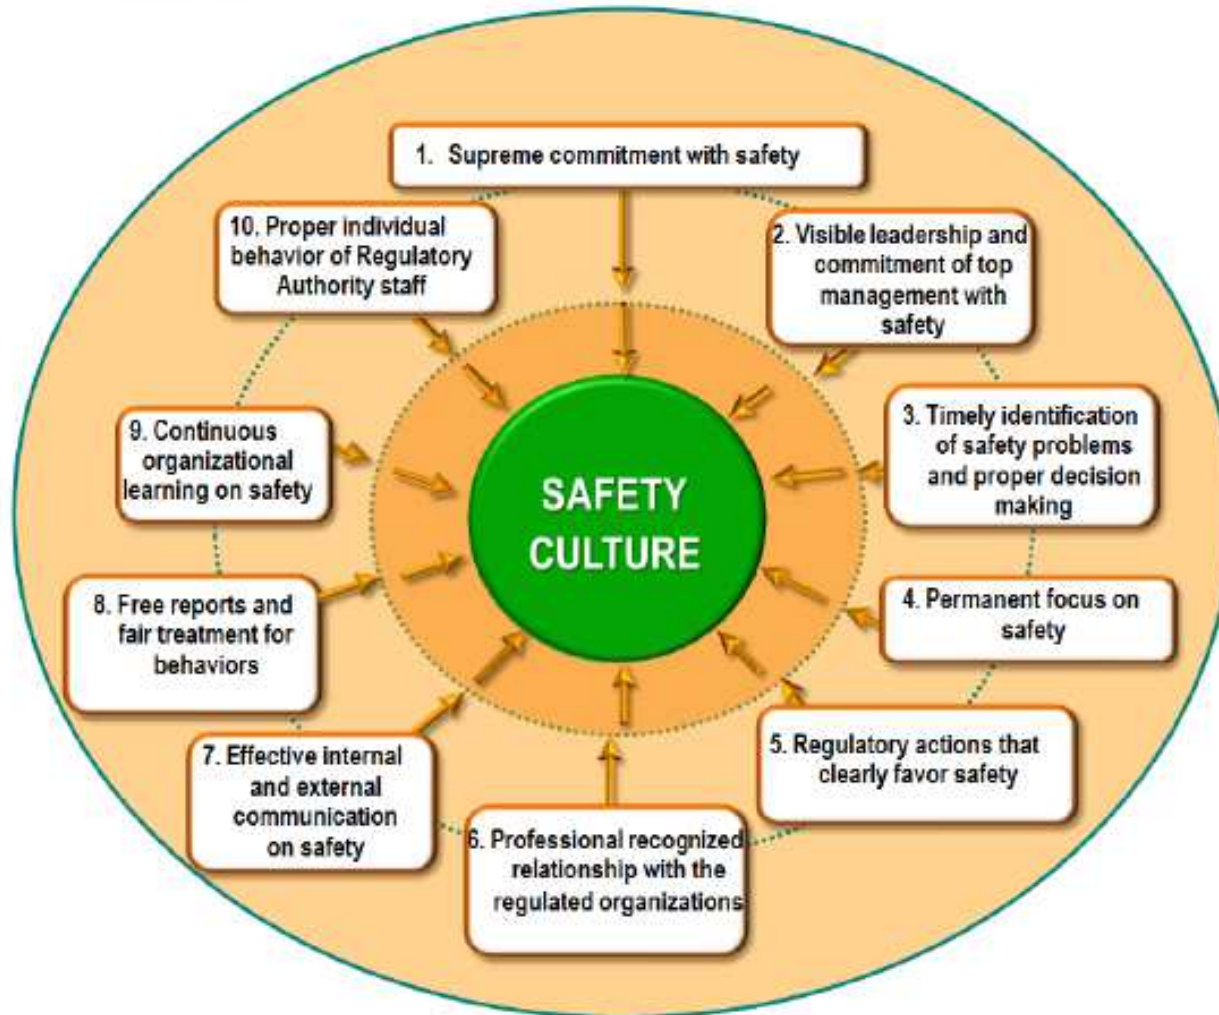 1. Supreme commitment with safety
2. Visible leadership and
commitment of top
management with
safety
3. Timely identification
of safety problems
and proper decision
making
4. Permanent focus on
safety
5. Regulatory actions that
clearly favor safety
6. Professional recognized
relationship with the
regulated organizations
7. Effective internal
and external
communication
on safety
8. Free reports and
fair treatment for
behaviors
9. Continuous
organizational
learning on safety
10. Proper individual
behavior of Regulatory
Authority staff
SAFETY
CULTURE